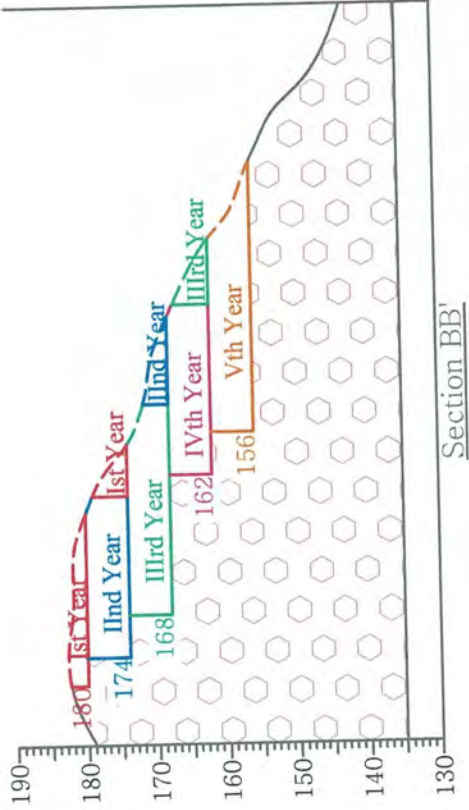 190
180
170
160
150
140
130
180
Ist Year
174
IInd Year
Ist Year
168
IIIrd Year
IInd Year
162
IVth Year
IIIrd Year
156
Vth Year
Section BB'